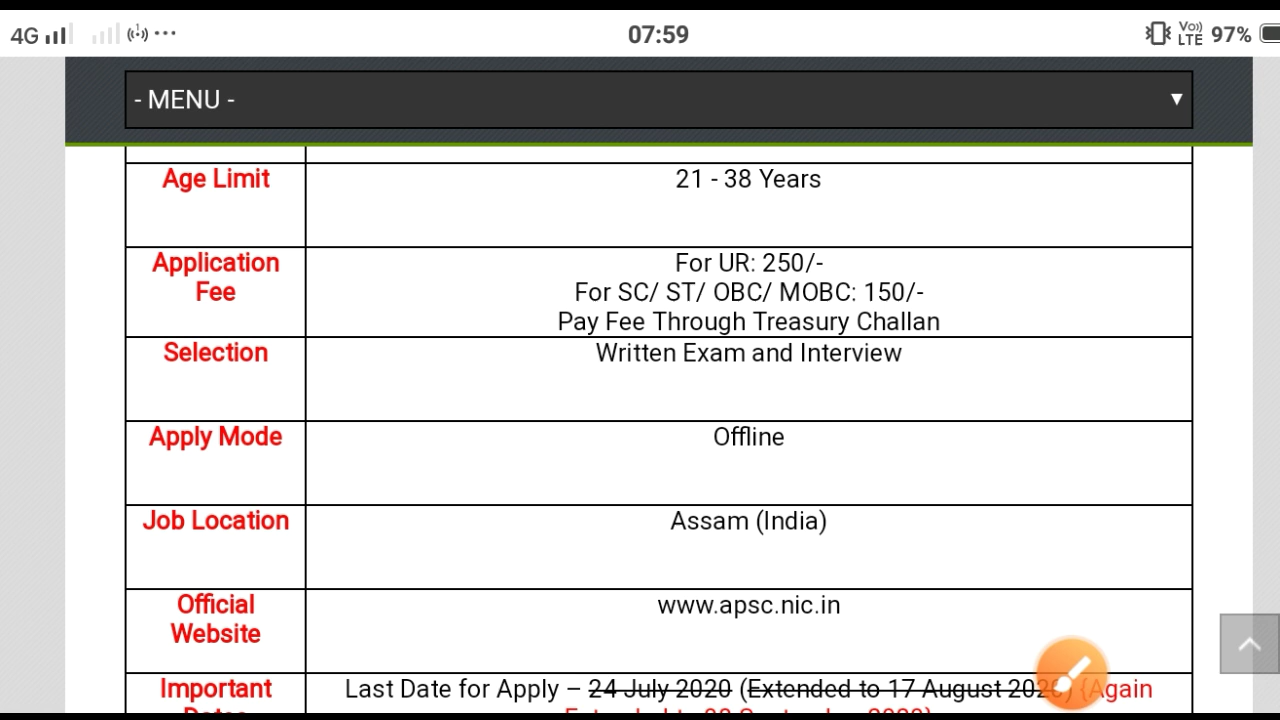 4G 07:59 Vo)) LTE 97%
- MENU -
Age Limit
21 - 38 Years
Application
Fee
For UR: 250/-
For SC/ ST/ OBC/ MOBC: 150/-
Pay Fee Through Treasury Challan
Selection
Written Exam and Interview
Apply Mode
Offline
Job Location
Assam (India)
Official
Website
www.apsc.nic.in
Important
Last Date for Apply – 24 July 2020 (Extended to 17 August 2020) {Again